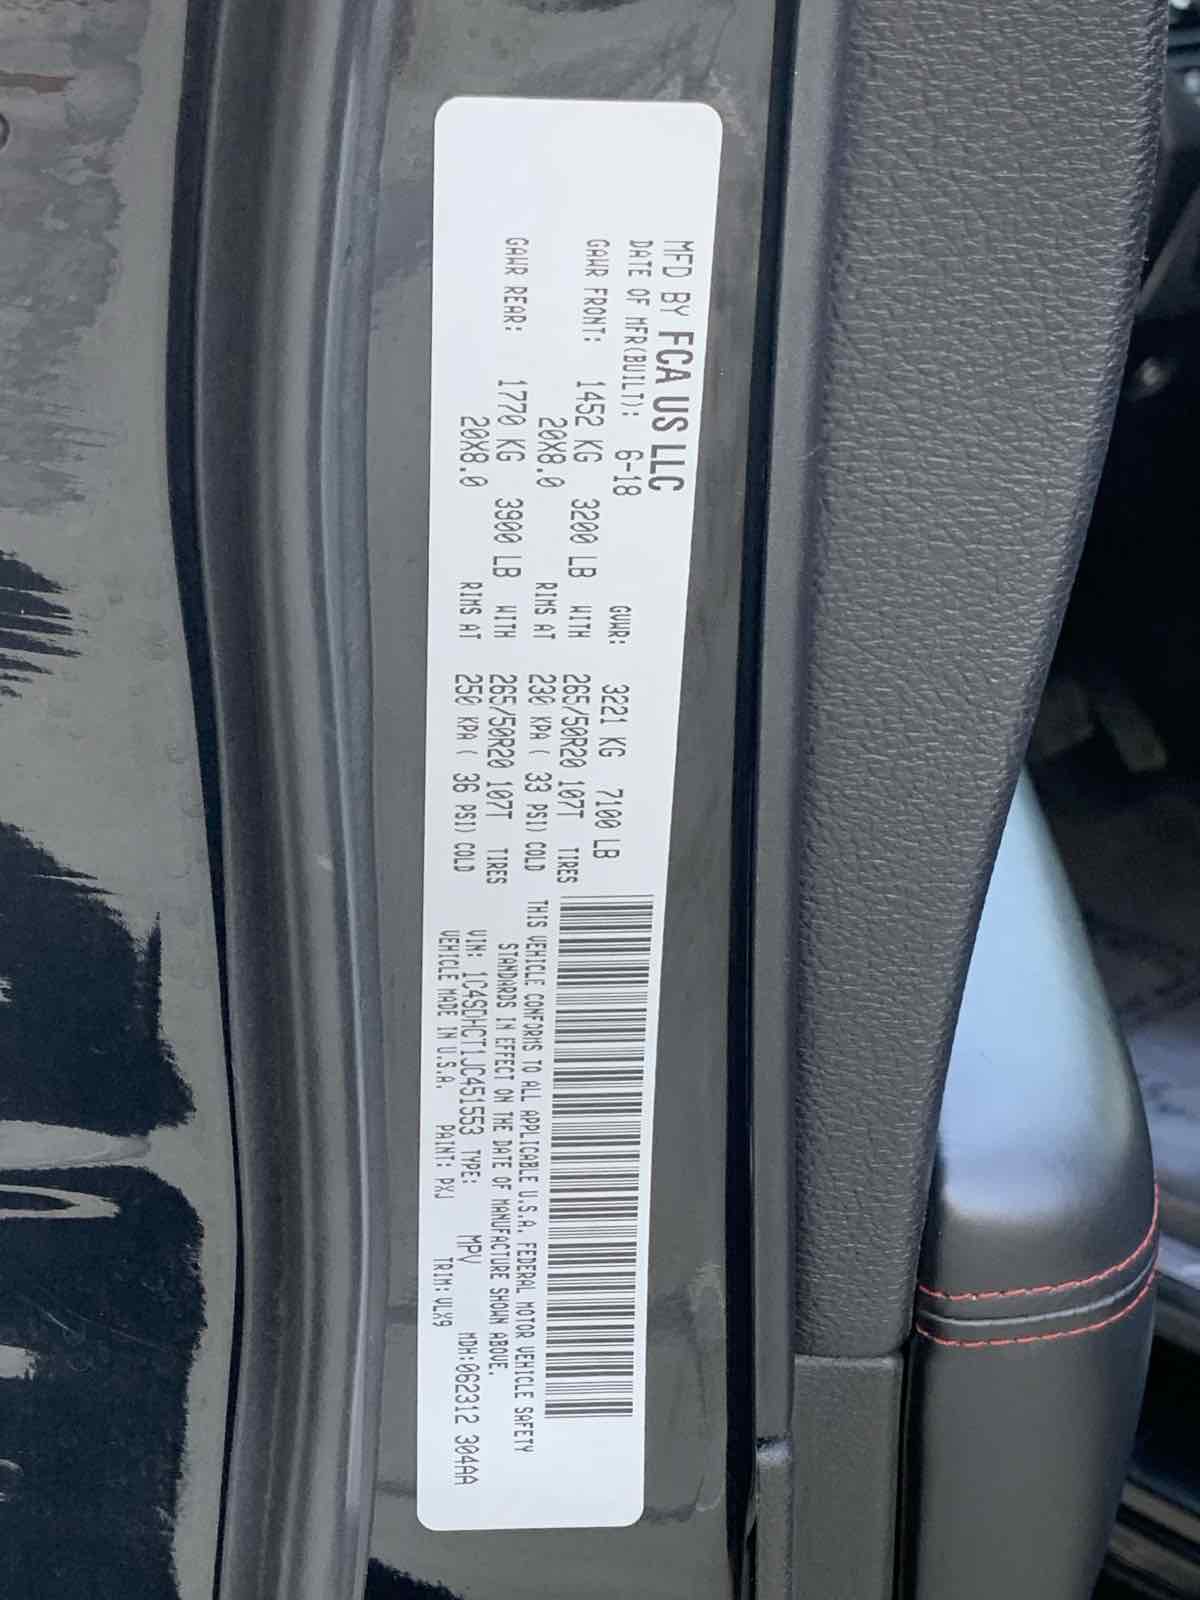 MFD BY FCA US LLC
DATE OF MFR(BUILT): 6-18 GVWR: 3221 KG 7100 LB
GAWR FRONT: 1452 KG 3200 LB WITH 265/50R20 107T TIRES
20X8.0 RIMS AT 230 KPA( 33 PSI) COLD
GAWR REAR: 1770 KG 3900 LB WITH 265/50R20 107T TIRES
20X8.0 RIMS AT 250 KPA( 36 PSI) COLD
THIS VEHICLE CONFORMS TO ALL APPLICABLE U.S.A. FEDERAL MOTOR VEHICLE SAFETY
STANDARDS IN EFFECT ON THE DATE OF MANUFACTURE SHOWN ABOVE.
VIN: 1C4SDHCT1JC451553 TYPE: MPV MDH:062312 304AA
VEHICLE MADE IN U.S.A. PAINT: PXJ TRIM: VLX9